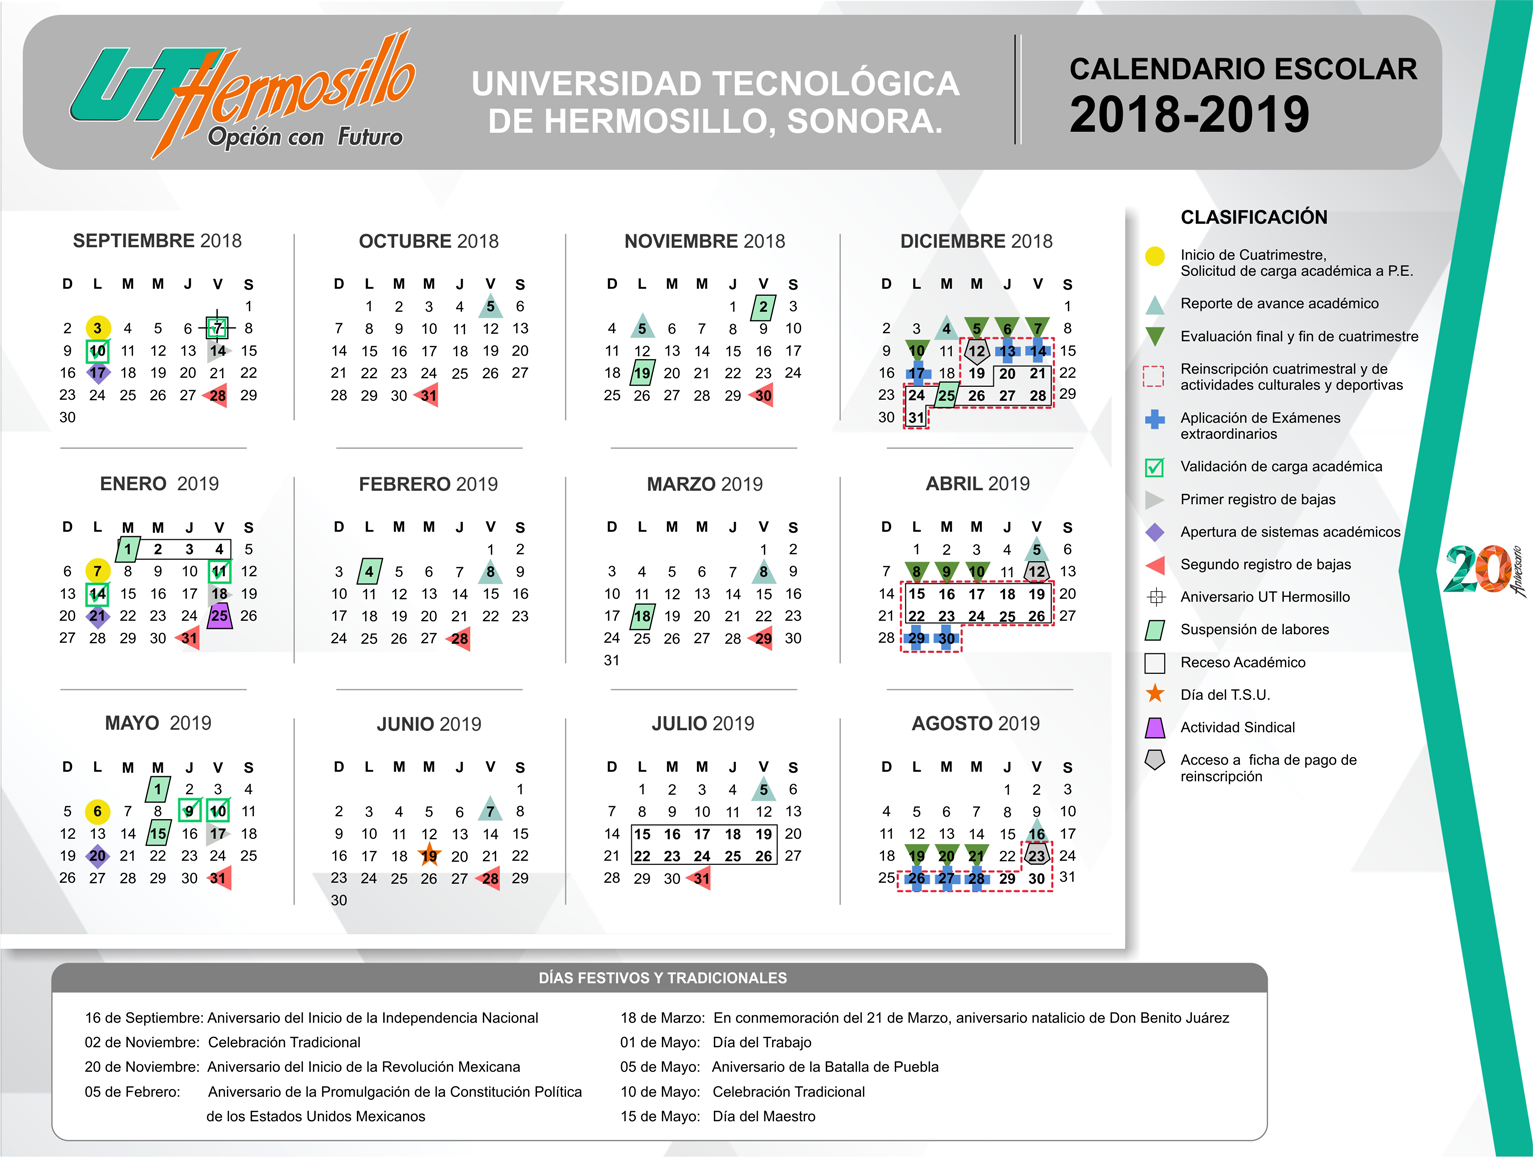 UT Hermosillo
Opción con Futuro
UNIVERSIDAD TECNOLÓGICA
DE HERMOSILLO, SONORA.
CALENDARIO ESCOLAR
2018-2019
SEPTIEMBRE 2018
D L M M J V S
1
2 3 4 5 6 7 8
9 10 11 12 13 14 15
16 17 18 19 20 21 22
23 24 25 26 27 28 29
30
OCTUBRE 2018
D L M M J V S
1 2 3 4 5 6
7 8 9 10 11 12 13
14 15 16 17 18 19 20
21 22 23 24 25 26 27
28 29 30 31
NOVIEMBRE 2018
D L M M J V S
1 2 3
4 5 6 7 8 9 10
11 12 13 14 15 16 17
18 19 20 21 22 23 24
25 26 27 28 29 30
DICIEMBRE 2018
D L M M J V S
1
2 3 4 5 6 7 8
9 10 11 12 13 14 15
16 17 18 19 20 21 22
23 24 25 26 27 28 29
30 31
ENERO 2019
D L M M J V S
1 2 3 4 5
6 7 8 9 10 11 12
13 14 15 16 17 18 19
20 21 22 23 24 25 26
27 28 29 30 31
FEBRERO 2019
D L M M J V S
1 2
3 4 5 6 7 8 9
10 11 12 13 14 15 16
17 18 19 20 21 22 23
24 25 26 27 28
MARZO 2019
D L M M J V S
1 2
3 4 5 6 7 8 9
10 11 12 13 14 15 16
17 18 19 20 21 22 23
24 25 26 27 28 29 30
31
ABRIL 2019
D L M M J V S
1 2 3 4 5 6
7 8 9 10 11 12 13
14 15 16 17 18 19 20
21 22 23 24 25 26 27
28 29 30
MAYO 2019
D L M M J V S
1 2 3 4
5 6 7 8 9 10 11
12 13 14 15 16 17 18
19 20 21 22 23 24 25
26 27 28 29 30 31
JUNIO 2019
D L M M J V S
1
2 3 4 5 6 7 8
9 10 11 12 13 14 15
16 17 18 19 20 21 22
23 24 25 26 27 28 29
30
JULIO 2019
D L M M J V S
1 2 3 4 5 6
7 8 9 10 11 12 13
14 15 16 17 18 19 20
21 22 23 24 25 26 27
28 29 30 31
AGOSTO 2019
D L M M J V S
1 2 3
4 5 6 7 8 9 10
11 12 13 14 15 16 17
18 19 20 21 22 23 24
25 26 27 28 29 30 31
CLASIFICACIÓN
Inicio de Cuatrimestre,
Solicitud de carga académica a P.E.
Reporte de avance académico
Evaluación final y fin de cuatrimestre
Reinscripción cuatrimestral y de
actividades culturales y deportivas
Aplicación de Exámenes
extraordinarios
Validación de carga académica
Primer registro de bajas
Apertura de sistemas académicos
Segundo registro de bajas
Aniversario UT Hermosillo
Suspensión de labores
Receso Académico
Día del T.S.U.
Actividad Sindical
Acceso a ficha de pago de
reinscripción
20 Aniversario
DÍAS FESTIVOS Y TRADICIONALES
16 de Septiembre: Aniversario del Inicio de la Independencia Nacional
02 de Noviembre: Celebración Tradicional
20 de Noviembre: Aniversario del Inicio de la Revolución Mexicana
05 de Febrero: Aniversario de la Promulgación de la Constitución Política
de los Estados Unidos Mexicanos
18 de Marzo: En conmemoración del 21 de Marzo, aniversario natalicio de Don Benito Juárez
01 de Mayo: Día del Trabajo
05 de Mayo: Aniversario de la Batalla de Puebla
10 de Mayo: Celebración Tradicional
15 de Mayo: Día del Maestro